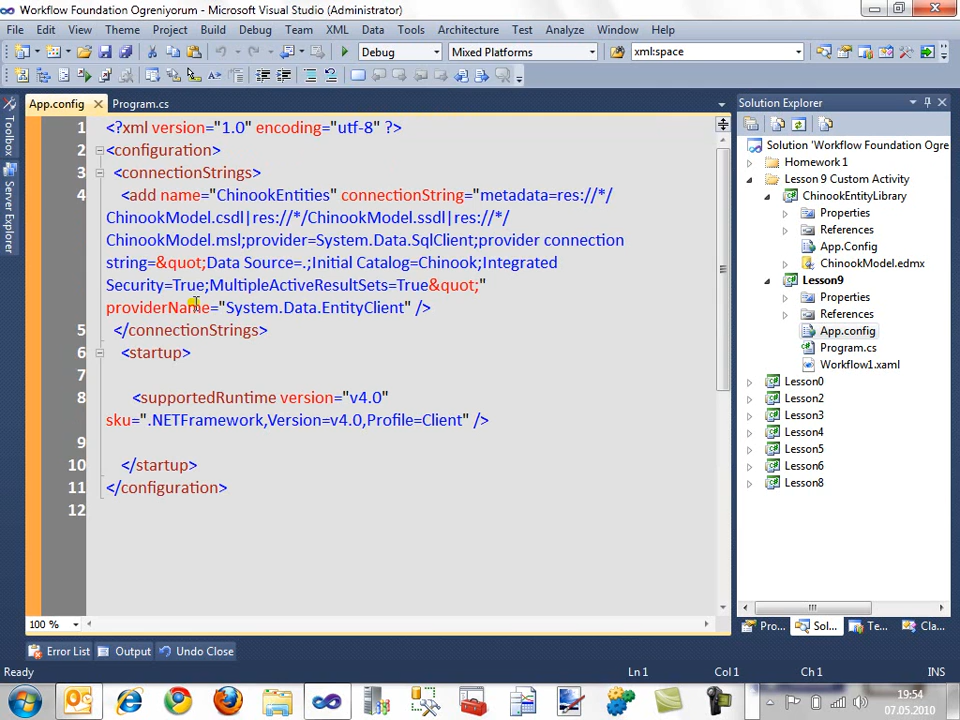 Workflow Foundation Ogreniyorum - Microsoft Visual Studio (Administrator)
File Edit View Theme Project Build Debug Team XML Data Tools Architecture Test Analyze Window Help
Debug Mixed Platforms xml:space
App.config Program.cs
Toolbox
Server Explorer
1 <?xml version="1.0" encoding="utf-8" ?>
2 <configuration>
3 <connectionStrings>
4 <add name="ChinookEntities" connectionString="metadata=res://*/
ChinookModel.csdl|res://*/ChinookModel.ssdl|res://*/
ChinookModel.msl;provider=System.Data.SqlClient;provider connection
string=&quot;Data Source=.;Initial Catalog=Chinook;Integrated
Security=True;MultipleActiveResultSets=True&quot;"
providerName="System.Data.EntityClient" />
5 </connectionStrings>
6 <startup>
7
8 <supportedRuntime version="v4.0"
sku=".NETFramework,Version=v4.0,Profile=Client" />
9
10 </startup>
11 </configuration>
12
100 %
Solution Explorer
Solution 'Workflow Foundation Ogre
Homework 1
Lesson 9 Custom Activity
ChinookEntityLibrary
Properties
References
App.Config
ChinookModel.edmx
Lesson9
Properties
References
App.config
Program.cs
Workflow1.xaml
Lesson0
Lesson2
Lesson3
Lesson4
Lesson5
Lesson6
Lesson8
Pro... Sol... Te... Cla...
Error List Output Undo Close
Ready Ln 1 Col 1 Ch 1 INS
19:54
07.05.2010